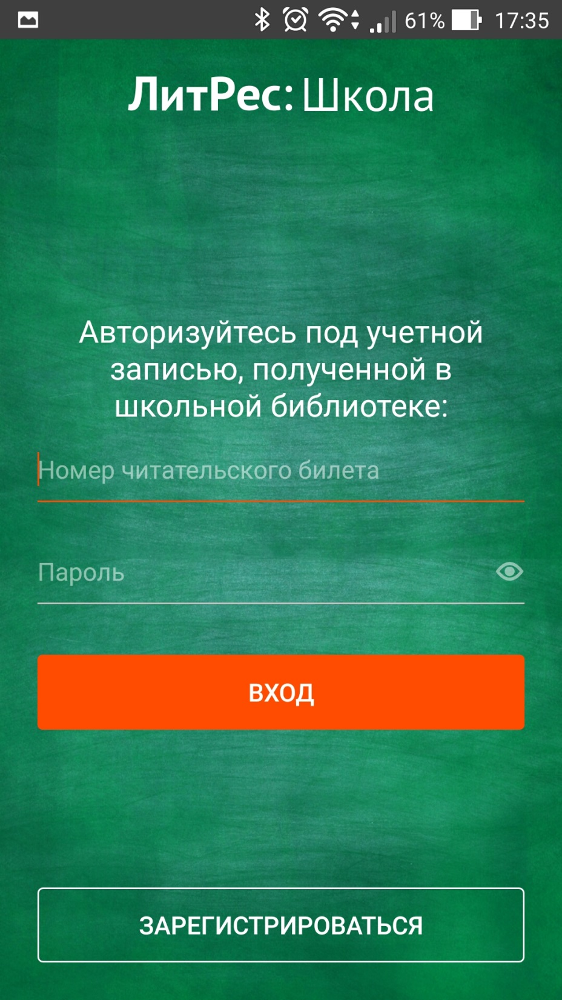 61% 17:35
ЛитРес: Школа
Авторизуйтесь под учетной
записью, полученной в
школьной библиотеке:
Номер читательского билета
Пароль
ВХОД
ЗАРЕГИСТРИРОВАТЬСЯ